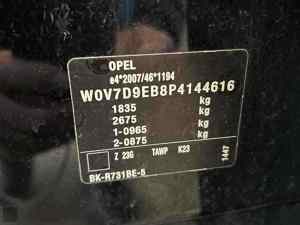 OPEL
e4*2007/46*1194
W0V7D9EB8P4144616
1835 kg
2675 kg
1-0965 kg
2-0875 kg
Z 23G TAWP K23
1447
BK-R731BE-5